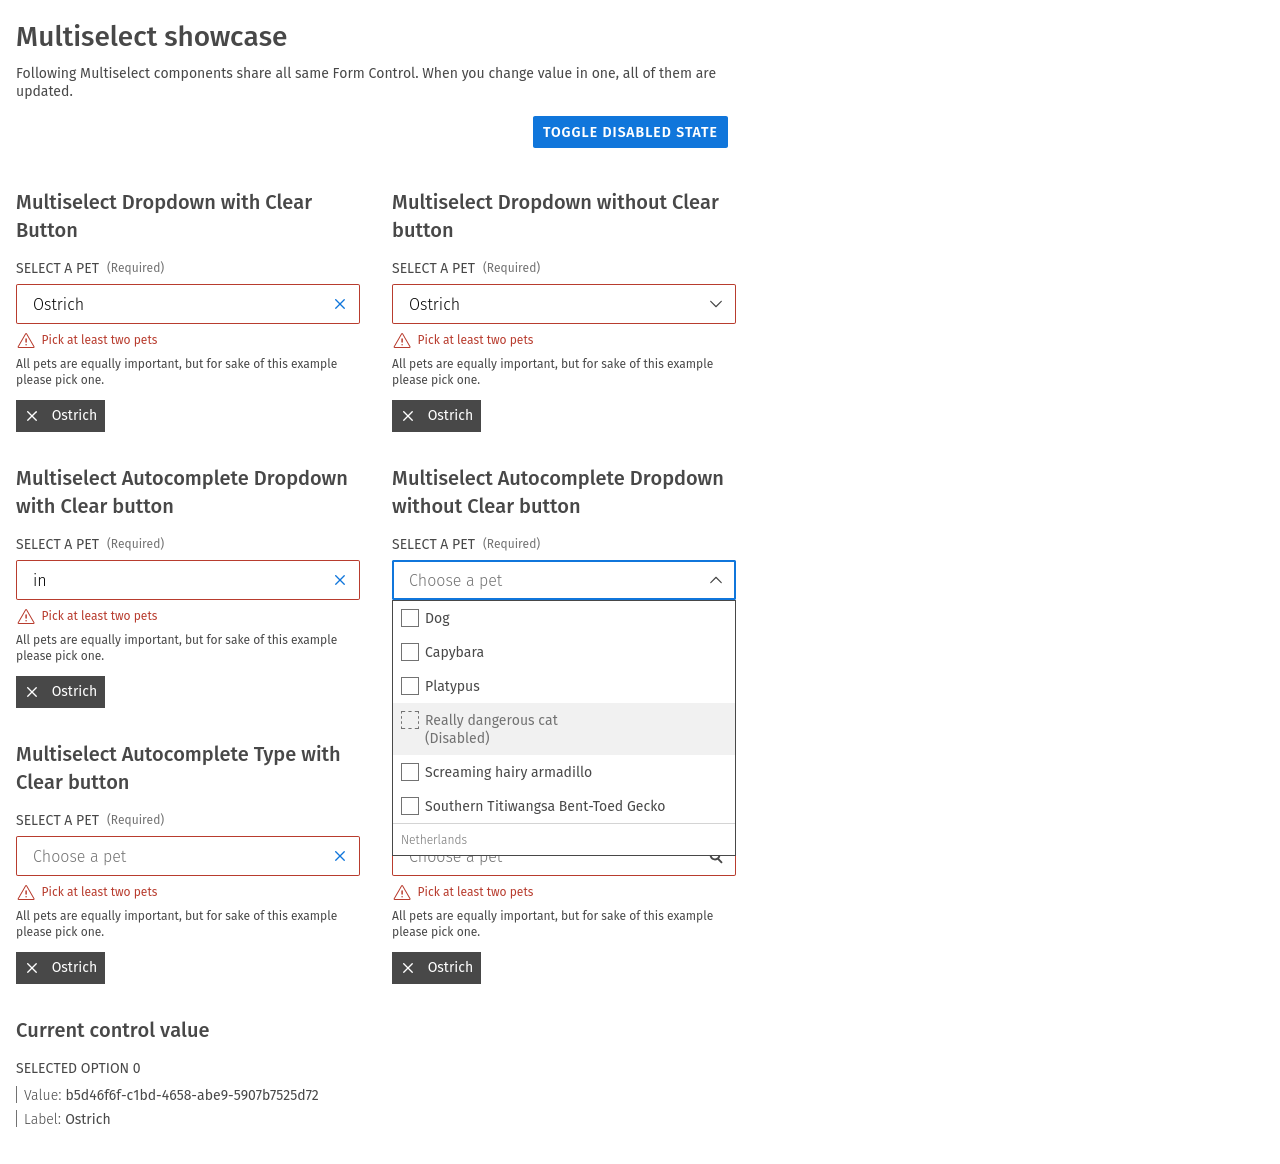 Multiselect showcase
Following Multiselect components share all same Form Control. When you change value in one, all of them are
updated.
TOGGLE DISABLED STATE
Multiselect Dropdown with Clear
Button
SELECT A PET (Required)
Ostrich
Pick at least two pets
All pets are equally important, but for sake of this example
please pick one.
Ostrich
Multiselect Dropdown without Clear
button
SELECT A PET (Required)
Ostrich
Pick at least two pets
All pets are equally important, but for sake of this example
please pick one.
Ostrich
Multiselect Autocomplete Dropdown
with Clear button
SELECT A PET (Required)
in
Pick at least two pets
All pets are equally important, but for sake of this example
please pick one.
Ostrich
Multiselect Autocomplete Dropdown
without Clear button
SELECT A PET (Required)
Choose a pet
Dog
Capybara
Platypus
Really dangerous cat
(Disabled)
Screaming hairy armadillo
Southern Titiwangsa Bent-Toed Gecko
Netherlands
Multiselect Autocomplete Type with
Clear button
SELECT A PET (Required)
Choose a pet
Pick at least two pets
All pets are equally important, but for sake of this example
please pick one.
Ostrich
Choose a pet
Pick at least two pets
All pets are equally important, but for sake of this example
please pick one.
Ostrich
Current control value
SELECTED OPTION 0
Value: b5d46f6f-c1bd-4658-abe9-5907b7525d72
Label: Ostrich